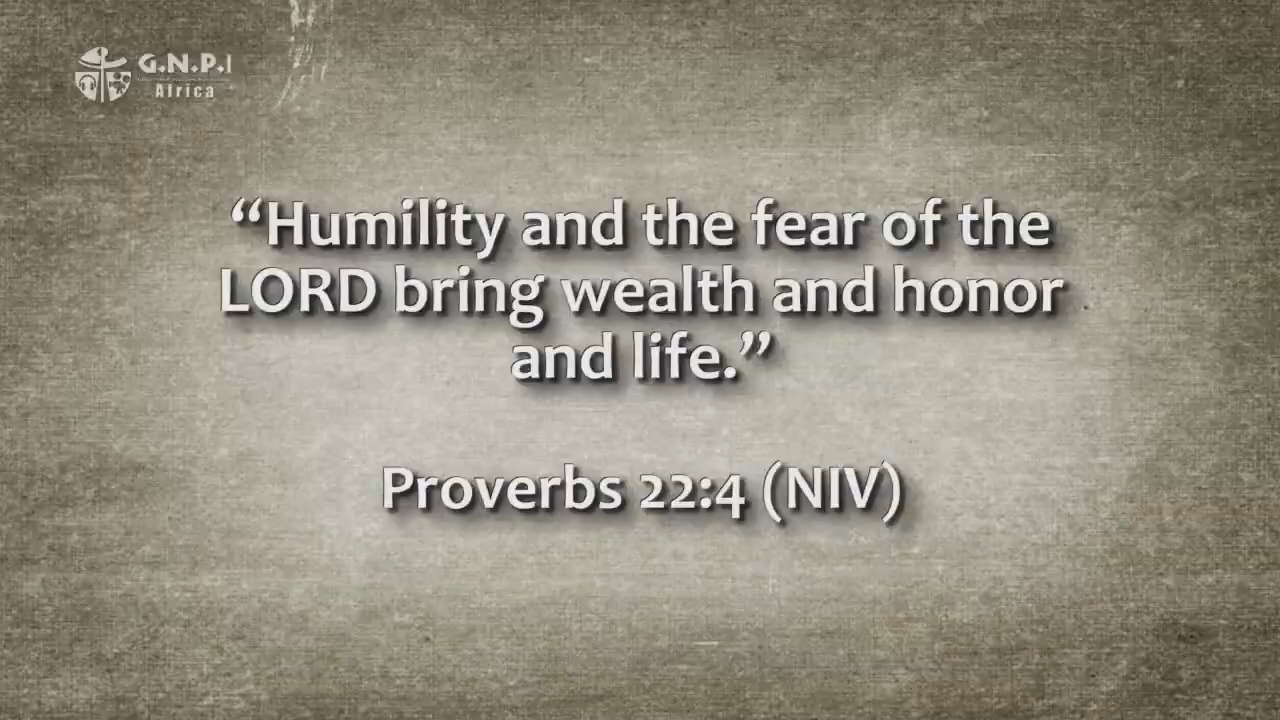 G.N.P.I
Africa
“Humility and the fear of the
LORD bring wealth and honor
and life.”
Proverbs 22:4 (NIV)